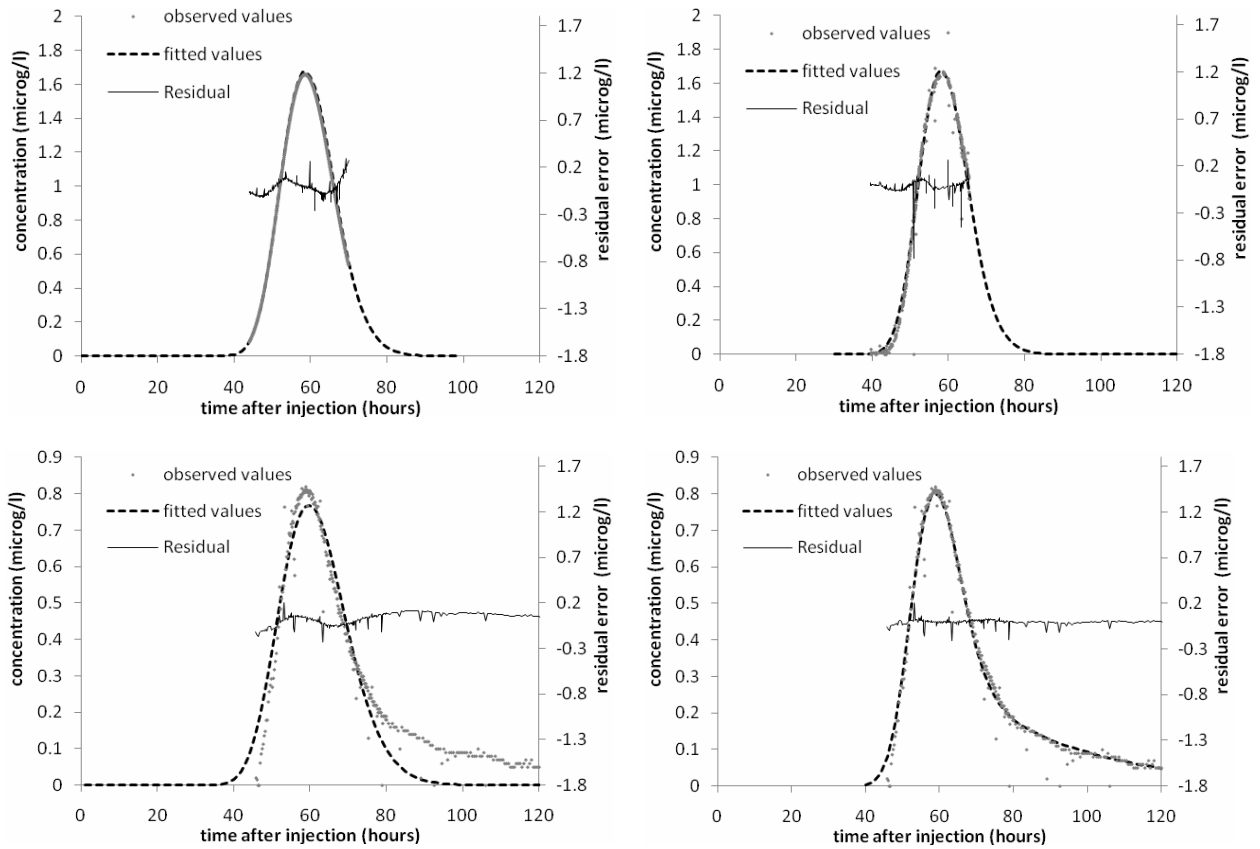 2
1.8
1.6
1.4
1.2
1
0.8
0.6
0.4
0.2
0
concentration (microg/l)
observed values
fitted values
Residual
1.7
1.2
0.7
0.2
-0.3
-0.8
-1.3
-1.8
residual error (microg/l)
0 20 40 60 80 100 120
time after injection (hours)
2
1.8
1.6
1.4
1.2
1
0.8
0.6
0.4
0.2
0
concentration (microg/l)
observed values
fitted values
Residual
1.7
1.2
0.7
0.2
-0.3
-0.8
-1.3
-1.8
residual error (microg/l)
0 20 40 60 80 100 120
time after injection (hours)
0.9
0.8
0.7
0.6
0.5
0.4
0.3
0.2
0.1
0
concentration (microg/l)
observed values
fitted values
Residual
1.7
1.2
0.7
0.2
-0.3
-0.8
-1.3
-1.8
residual error (microg/l)
0 20 40 60 80 100 120
time after injection (hours)
0.9
0.8
0.7
0.6
0.5
0.4
0.3
0.2
0.1
0
concentration (microg/l)
observed values
fitted values
Residual
1.7
1.2
0.7
0.2
-0.3
-0.8
-1.3
-1.8
residual error (microg/l)
0 20 40 60 80 100 120
time after injection (hours)